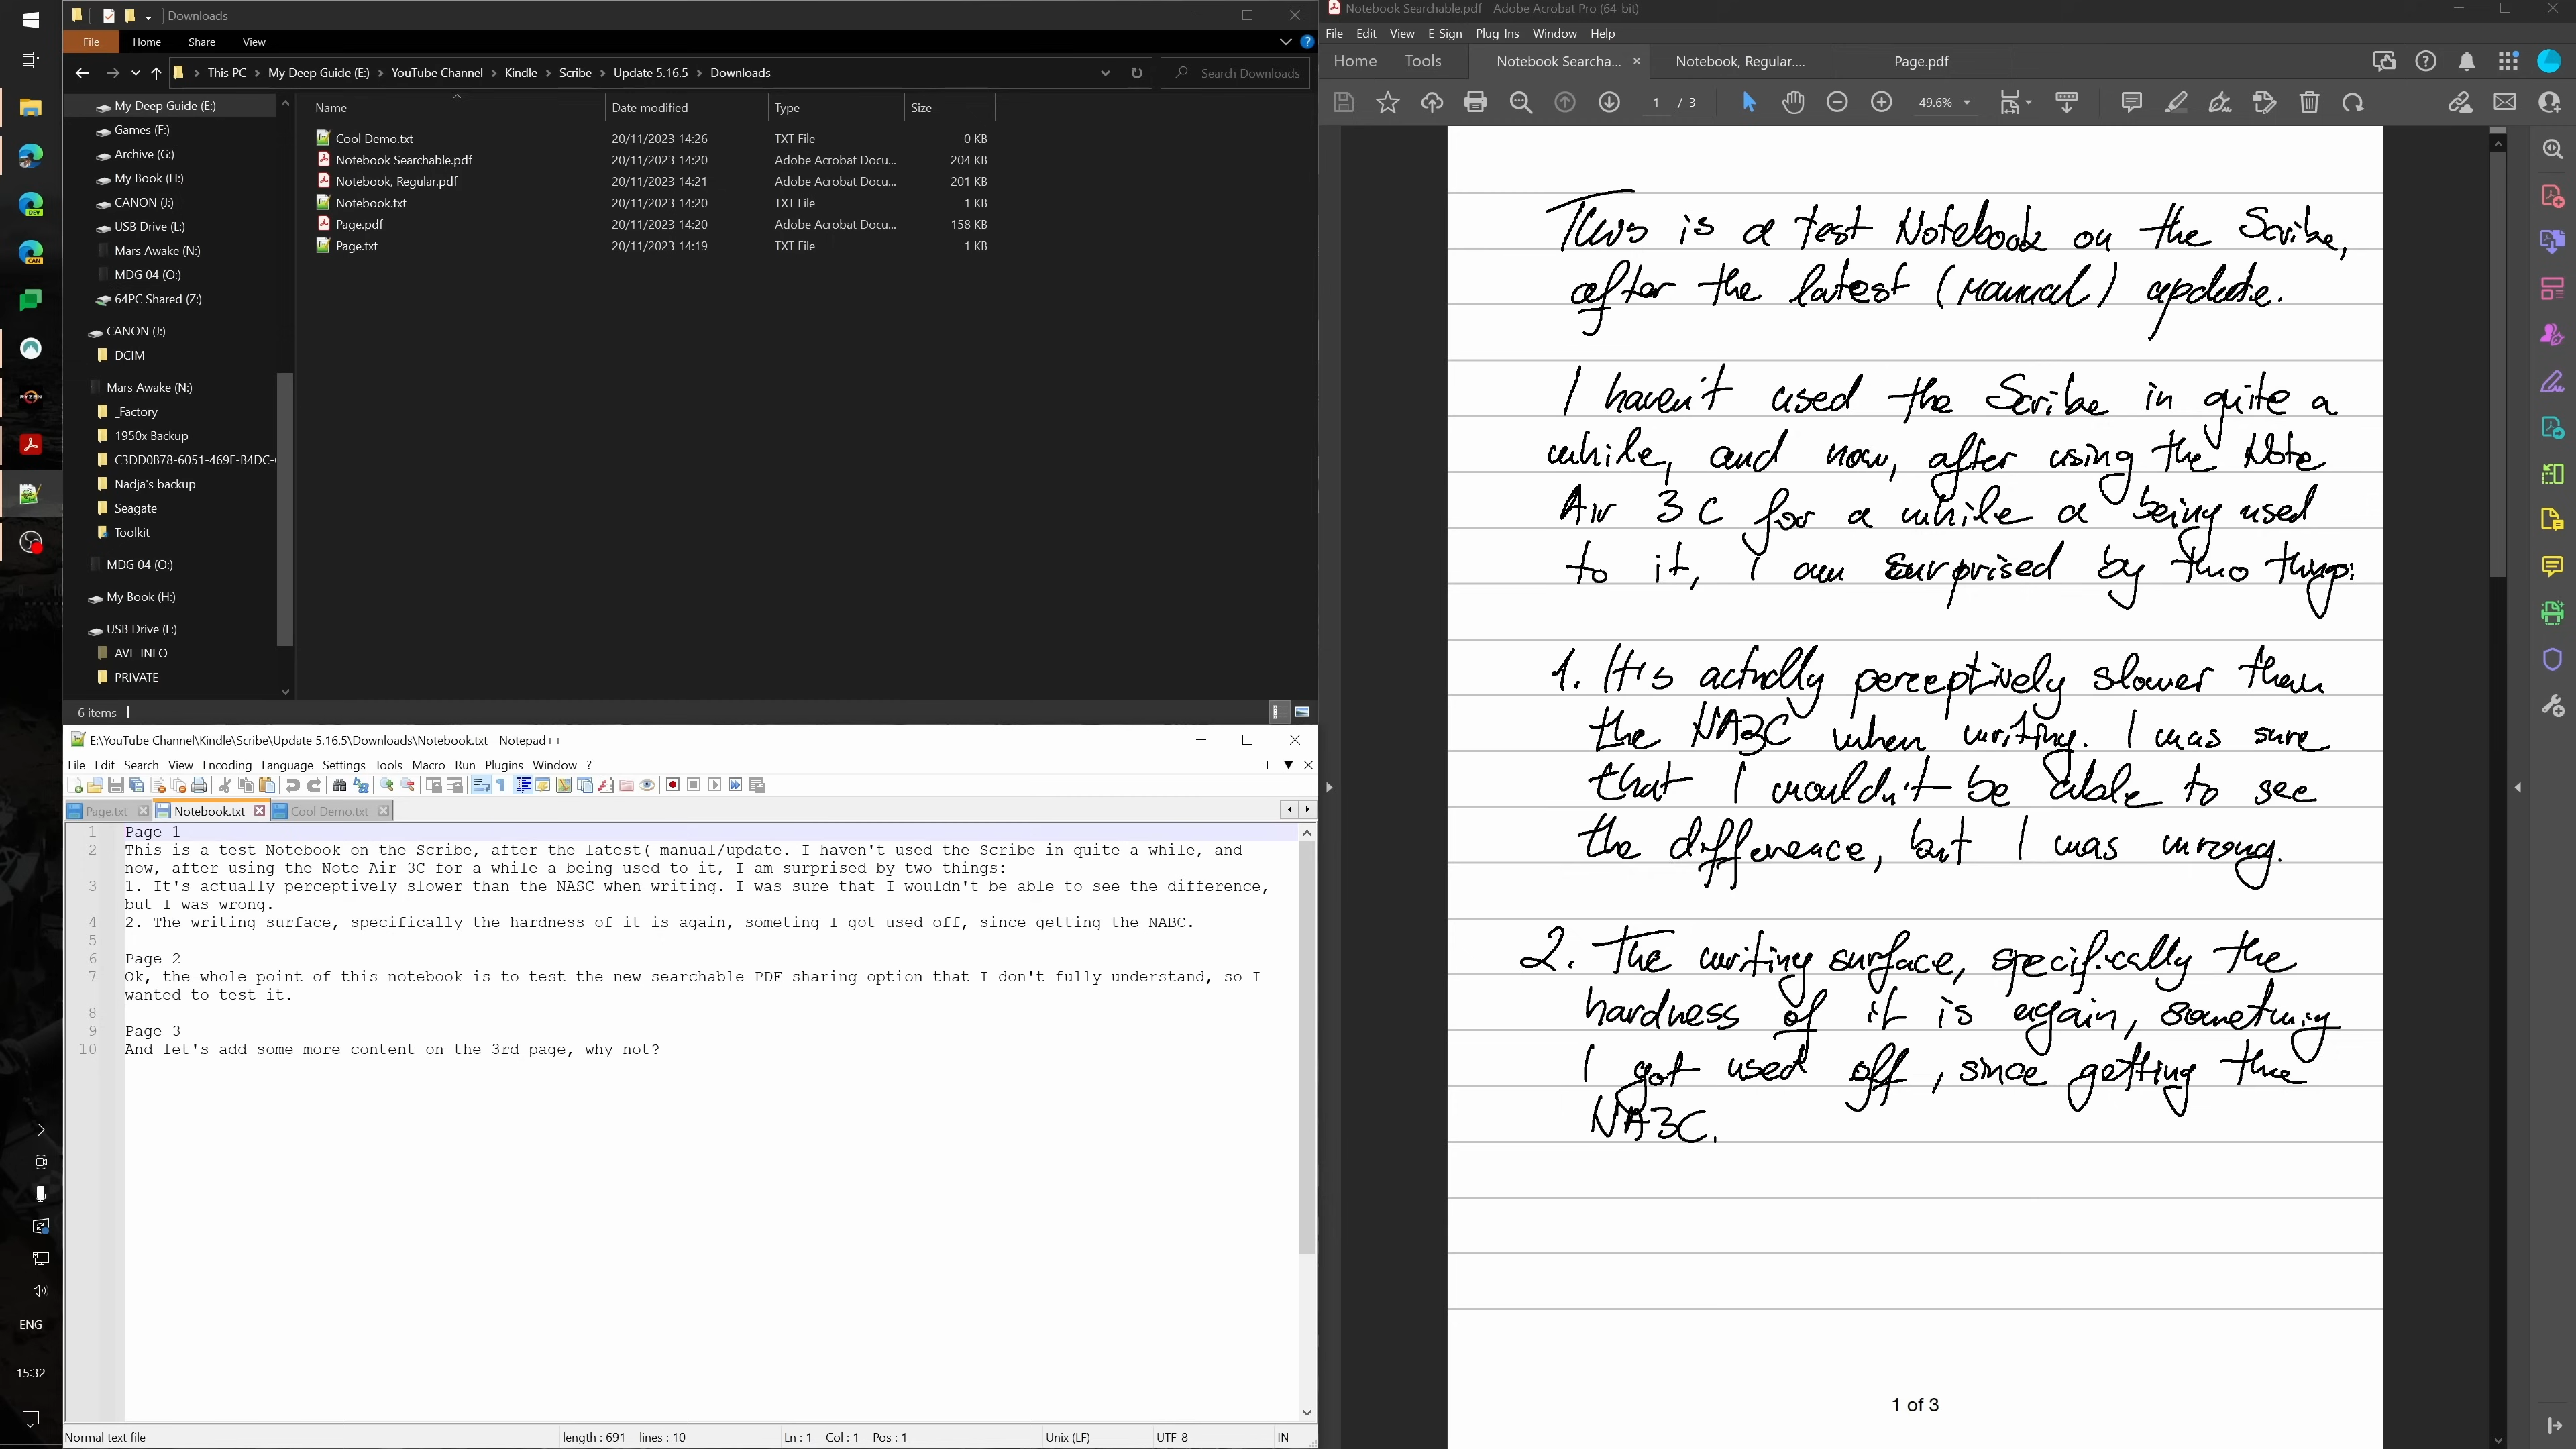 Downloads
File Home Share View
This PC > My Deep Guide (E:) > YouTube Channel > Kindle > Scribe > Update 5.16.5 > Downloads
Search Downloads
My Deep Guide (E:)
Games (F:)
Archive (G:)
My Book (H:)
CANON (J:)
USB Drive (L:)
Mars Awake (N:)
MDG 04 (O:)
64PC Shared (Z:)
CANON (J:)
DCIM
Mars Awake (N:)
_Factory
1950x Backup
C3DD0B78-6051-469F-B4DC-
Nadja's backup
Seagate
Toolkit
MDG 04 (O:)
My Book (H:)
USB Drive (L:)
AVF_INFO
PRIVATE
Name Date modified Type Size
Cool Demo.txt 20/11/2023 14:26 TXT File 0 KB
Notebook Searchable.pdf 20/11/2023 14:20 Adobe Acrobat Docu... 204 KB
Notebook, Regular.pdf 20/11/2023 14:21 Adobe Acrobat Docu... 201 KB
Notebook.txt 20/11/2023 14:20 TXT File 1 KB
Page.pdf 20/11/2023 14:20 Adobe Acrobat Docu... 158 KB
Page.txt 20/11/2023 14:19 TXT File 1 KB
6 items
E:\YouTube Channel\Kindle\Scribe\Update 5.16.5\Downloads\Notebook.txt - Notepad++
File Edit Search View Encoding Language Settings Tools Macro Run Plugins Window ?
Page.txt Notebook.txt Cool Demo.txt
1 Page 1
2 This is a test Notebook on the Scribe, after the latest( manual/update. I haven't used the Scribe in quite a while, and
now, after using the Note Air 3C for a while a being used to it, I am surprised by two things:
3 1. It's actually perceptively slower than the NASC when writing. I was sure that I wouldn't be able to see the difference,
but I was wrong.
4 2. The writing surface, specifically the hardness of it is again, someting I got used off, since getting the NABC.
5
6 Page 2
7 Ok, the whole point of this notebook is to test the new searchable PDF sharing option that I don't fully understand, so I
wanted to test it.
8
9 Page 3
10 And let's add some more content on the 3rd page, why not?
Normal text file length : 691 lines : 10 Ln : 1 Col : 1 Pos : 1 Unix (LF) UTF-8 IN
RYZEN
DEV
CAN
ENG
15:32
Notebook Searchable.pdf - Adobe Acrobat Pro (64-bit)
File Edit View E-Sign Plug-Ins Window Help
Home Tools Notebook Searcha... Notebook, Regular.... Page.pdf
1 / 3 49.6%
This is a test Notebook on the Scribe,
after the latest (manual) update.
I haven't used the Scribe in quite a
while, and now, after using the Note
Air 3C for a while a being used
to it, I am surprised by two things:
1. It's actually perceptively slower than
the NA3C when writing. I was sure
that I wouldn't be able to see
the difference, but I was wrong.
2. The writing surface, specifically the
hardness of it is again, someting
I got used off, since getting the
NA3C.
1 of 3